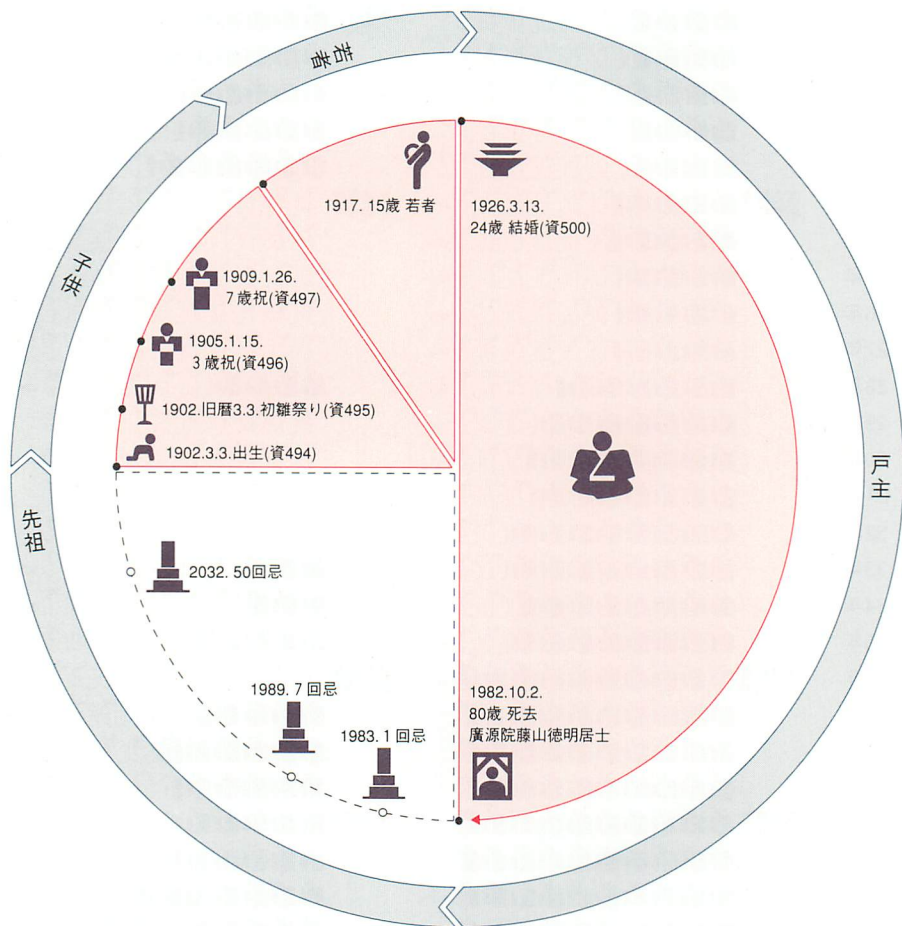 若者
子供
先祖
戸主
1917. 15歳 若者
1926.3.13.
24歳 結婚(資500)
1909.1.26.
7歳祝(資497)
1905.1.15.
3歳祝(資496)
1902.旧暦3.3.初雛祭り(資495)
1902.3.3.出生(資494)
2032. 50回忌
1989. 7回忌
1983. 1回忌
1982.10.2.
80歳 死去
廣源院藤山徳明居士